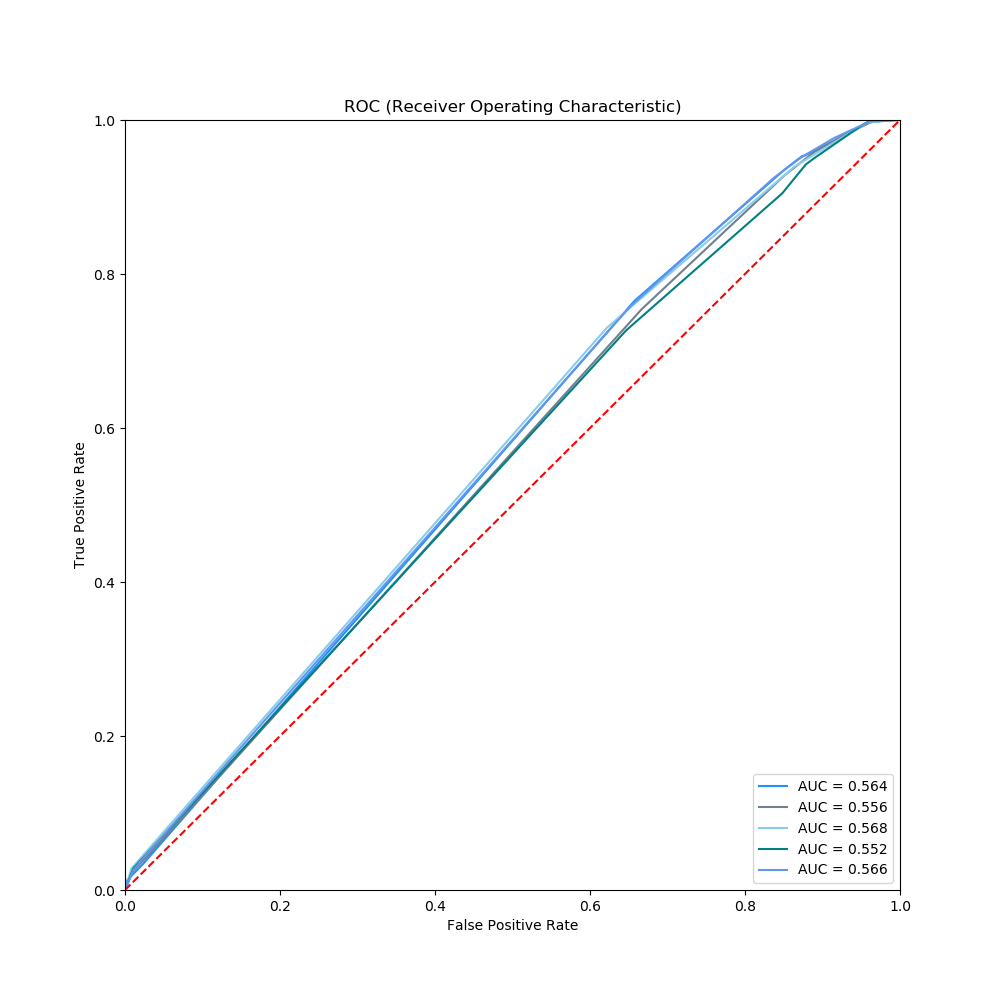 ROC (Receiver Operating Characteristic)
1.0
0.8
0.6
0.4
0.2
0.0
True Positive Rate
AUC = 0.564
AUC = 0.556
AUC = 0.568
AUC = 0.552
AUC = 0.566
0.0 0.2 0.4 0.6 0.8 1.0
False Positive Rate